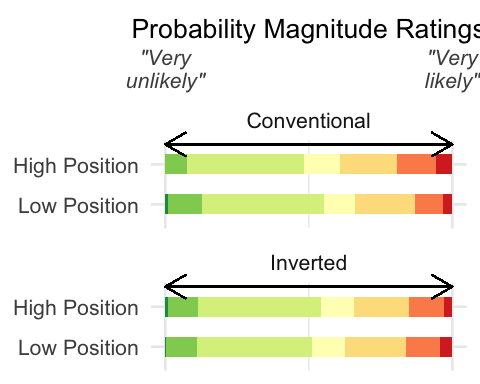 Probability Magnitude Ratings
"Very
unlikely"
"Very
likely"
Conventional
High Position
Low Position
Inverted
High Position
Low Position